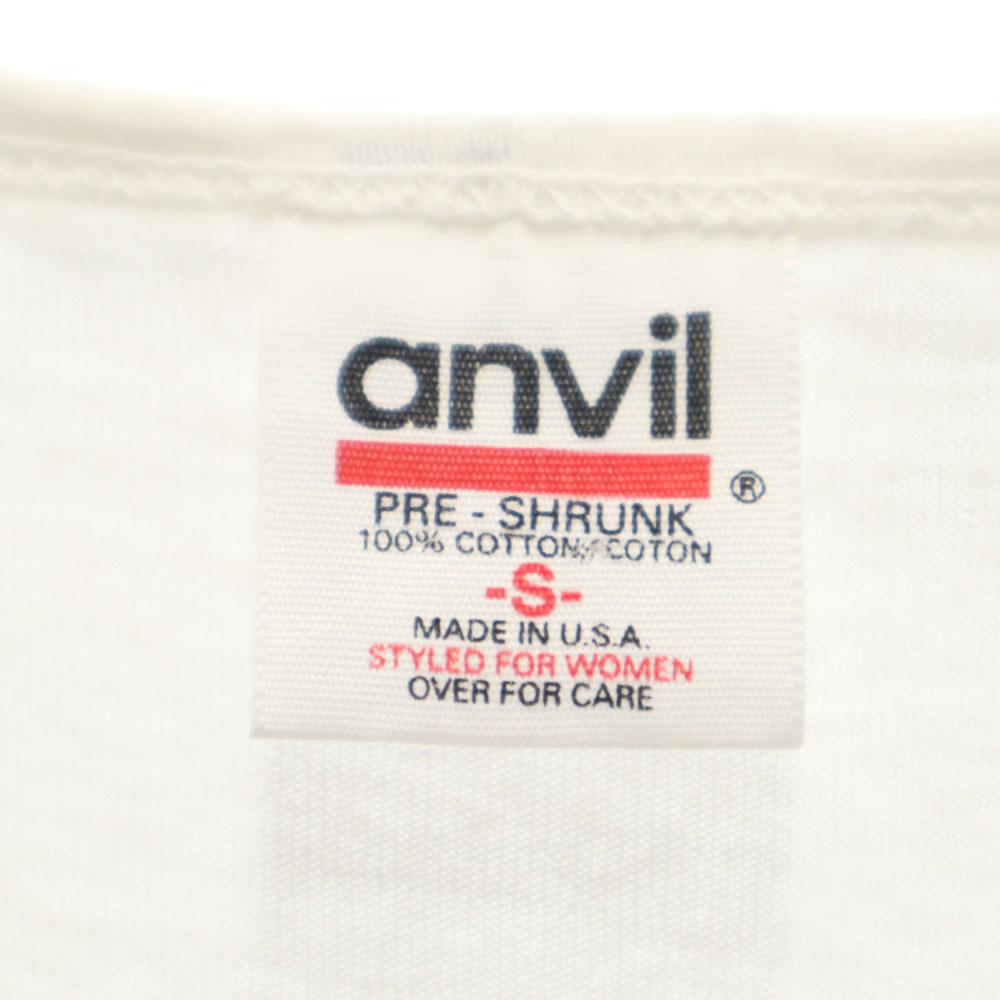 anvil
®
PRE - SHRUNK
100% COTTON/COTON
-S-
MADE IN U.S.A.
STYLED FOR WOMEN
OVER FOR CARE